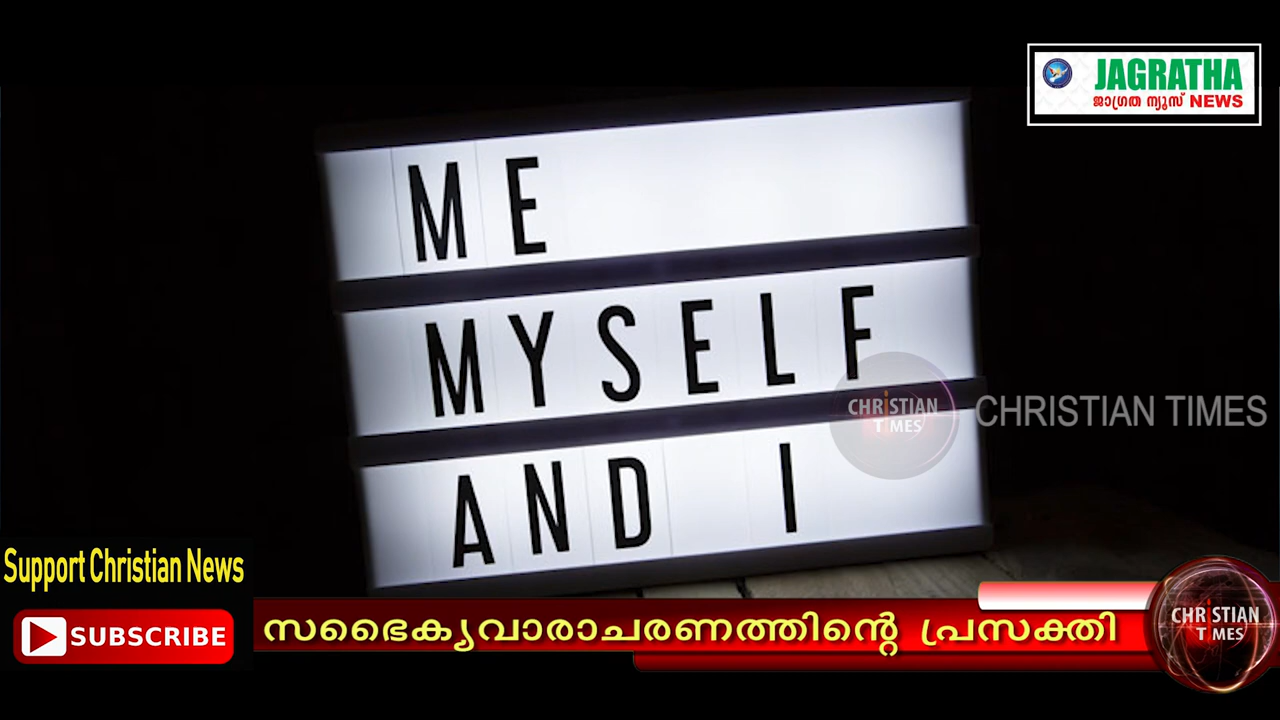 JAGRATHA
ജാഗ്രത ന്യൂസ് NEWS
ME
MYSELF
AND I
CHRISTIAN
TIMES
CHRISTIAN TIMES
Support Christian News
SUBSCRIBE
സഭൈക്യവാരാചരണത്തിന്റെ പ്രസക്തി
CHRISTIAN
TIMES